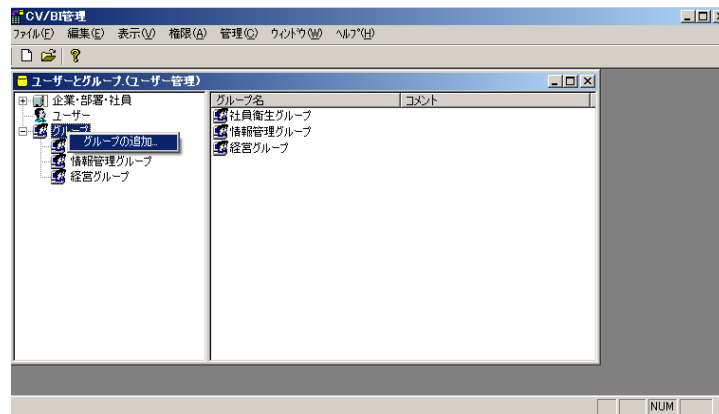 CV/BI管理
ファイル(F) 編集(E) 表示(V) 権限(A) 管理(C) ウィンドウ(W) ヘルプ(H)
ユーザーとグループ.(ユーザー管理)
企業・部署・社員
ユーザー
グループ
グループの追加...
情報管理グループ
経営グループ
グループ名 コメント
社員衛生グループ
情報管理グループ
経営グループ
NUM